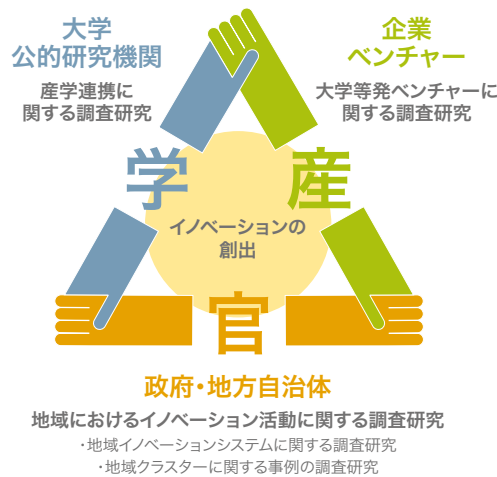 大学
公的研究機関
産学連携に
関する調査研究
企業
ベンチャー
大学等発ベンチャーに
関する調査研究
学
産
イノベーションの
創出
官
政府・地方自治体
地域におけるイノベーション活動に関する調査研究
・地域イノベーションシステムに関する調査研究
・地域クラスターに関する事例の調査研究